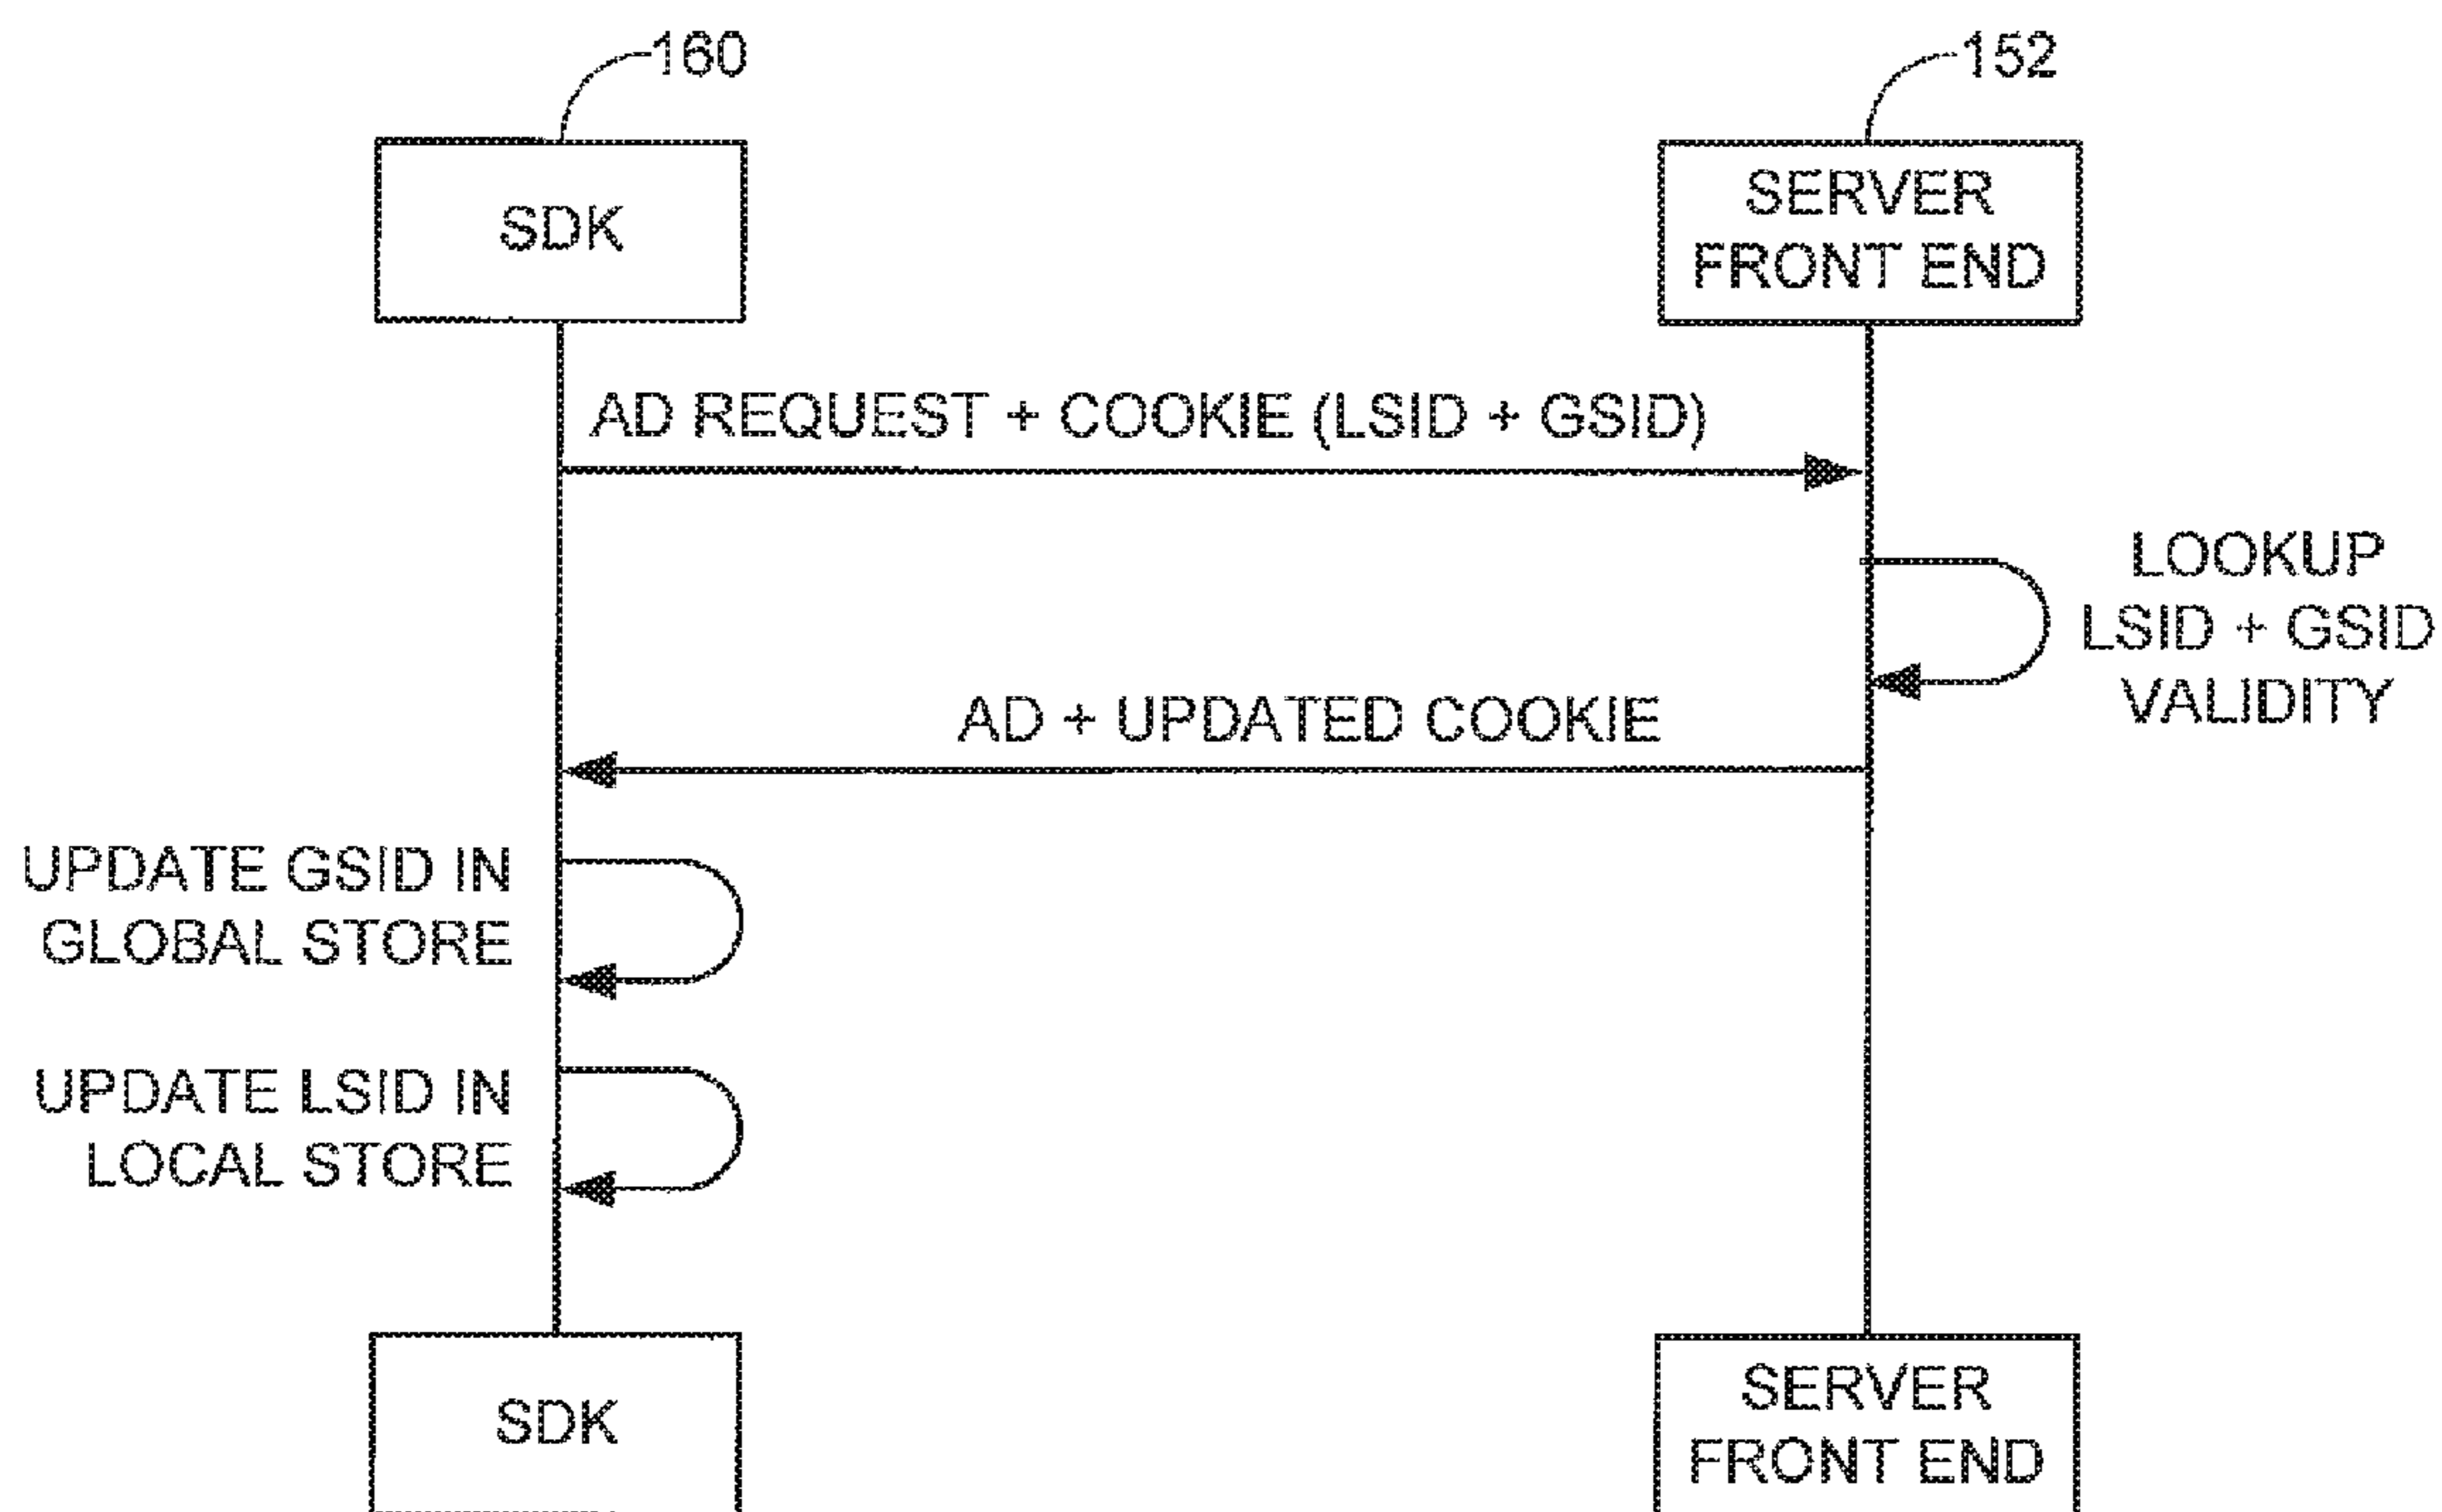 160
152
SDK
SERVER
FRONT END
AD REQUEST + COOKIE (LSID + GSID)
LOOKUP
LSID + GSID
VALIDITY
AD + UPDATED COOKIE
UPDATE GSID IN
GLOBAL STORE
UPDATE LSID IN
LOCAL STORE
SDK
SERVER
FRONT END